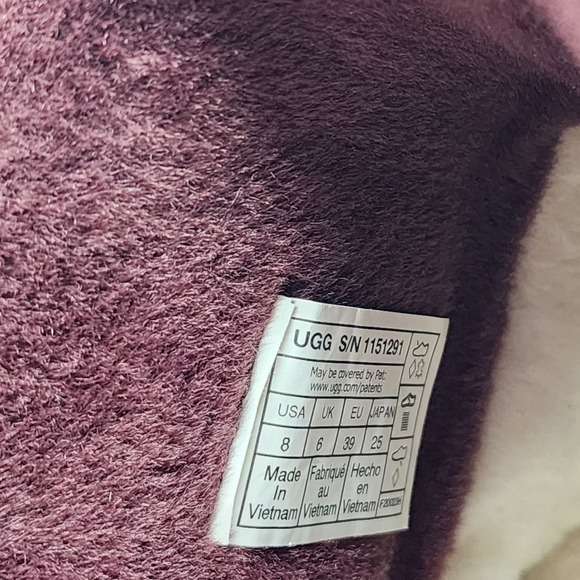 UGG S/N 1151291
May be covered by Pat:
www.ugg.com/patents
USA UK EU JAPAN
8 6 39 25
Made Fabriqué Hecho
In au en
Vietnam Vietnam Vietnam